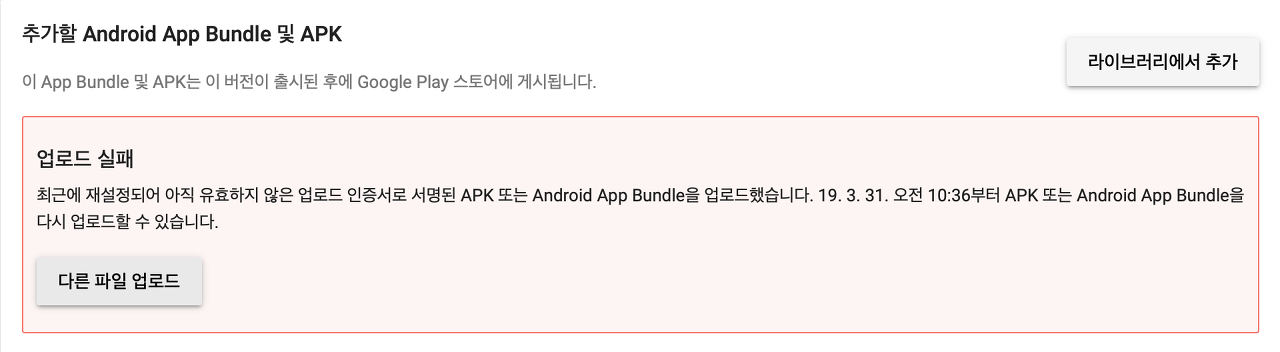 추가할 Android App Bundle 및 APK
라이브러리에서 추가
이 App Bundle 및 APK는 이 버전이 출시된 후에 Google Play 스토어에 게시됩니다.
업로드 실패
최근에 재설정되어 아직 유효하지 않은 업로드 인증서로 서명된 APK 또는 Android App Bundle을 업로드했습니다. 19. 3. 31. 오전 10:36부터 APK 또는 Android App Bundle을
다시 업로드할 수 있습니다.
다른 파일 업로드